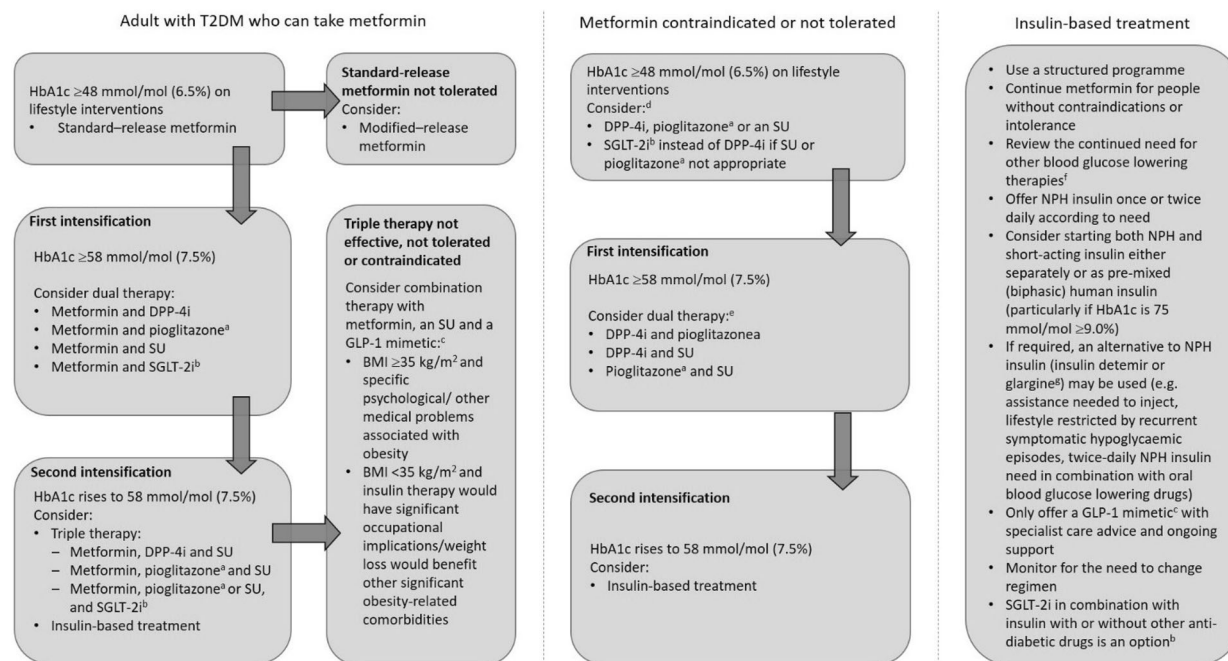 Adult with T2DM who can take metformin
HbA1c ≥48 mmol/mol (6.5%) on
lifestyle interventions
• Standard–release metformin
Standard-release
metformin not tolerated
Consider:
• Modified–release
metformin
First intensification
HbA1c ≥58 mmol/mol (7.5%)
Consider dual therapy:
• Metformin and DPP-4i
• Metformin and pioglitazoneᵃ
• Metformin and SU
• Metformin and SGLT-2iᵇ
Second intensification
HbA1c rises to 58 mmol/mol (7.5%)
Consider:
• Triple therapy:
– Metformin, DPP-4i and SU
– Metformin, pioglitazoneᵃ and SU
– Metformin, pioglitazoneᵃ or SU,
and SGLT-2iᵇ
• Insulin-based treatment
Triple therapy not
effective, not tolerated
or contraindicated
Consider combination
therapy with
metformin, an SU and a
GLP-1 mimetic:ᶜ
• BMI ≥35 kg/m² and
specific
psychological/ other
medical problems
associated with
obesity
• BMI <35 kg/m² and
insulin therapy would
have significant
occupational
implications/weight
loss would benefit
other significant
obesity-related
comorbidities
Metformin contraindicated or not tolerated
HbA1c ≥48 mmol/mol (6.5%) on lifestyle
interventions
Consider:ᵈ
• DPP-4i, pioglitazoneᵃ or an SU
• SGLT-2iᵇ instead of DPP-4i if SU or
pioglitazoneᵃ not appropriate
First intensification
HbA1c ≥58 mmol/mol (7.5%)
Consider dual therapy:ᵉ
• DPP-4i and pioglitazonea
• DPP-4i and SU
• Pioglitazoneᵃ and SU
Second intensification
HbA1c rises to 58 mmol/mol (7.5%)
Consider:
• Insulin-based treatment
Insulin-based treatment
• Use a structured programme
• Continue metformin for people
without contraindications or
intolerance
• Review the continued need for
other blood glucose lowering
therapiesᶠ
• Offer NPH insulin once or twice
daily according to need
• Consider starting both NPH and
short-acting insulin either
separately or as pre-mixed
(biphasic) human insulin
(particularly if HbA1c is 75
mmol/mol ≥9.0%)
• If required, an alternative to NPH
insulin (insulin detemir or
glargineᵍ) may be used (e.g.
assistance needed to inject,
lifestyle restricted by recurrent
symptomatic hypoglycaemic
episodes, twice-daily NPH insulin
need in combination with oral
blood glucose lowering drugs)
• Only offer a GLP-1 mimeticᶜ with
specialist care advice and ongoing
support
• Monitor for the need to change
regimen
• SGLT-2i in combination with
insulin with or without other anti-
diabetic drugs is an optionᵇ